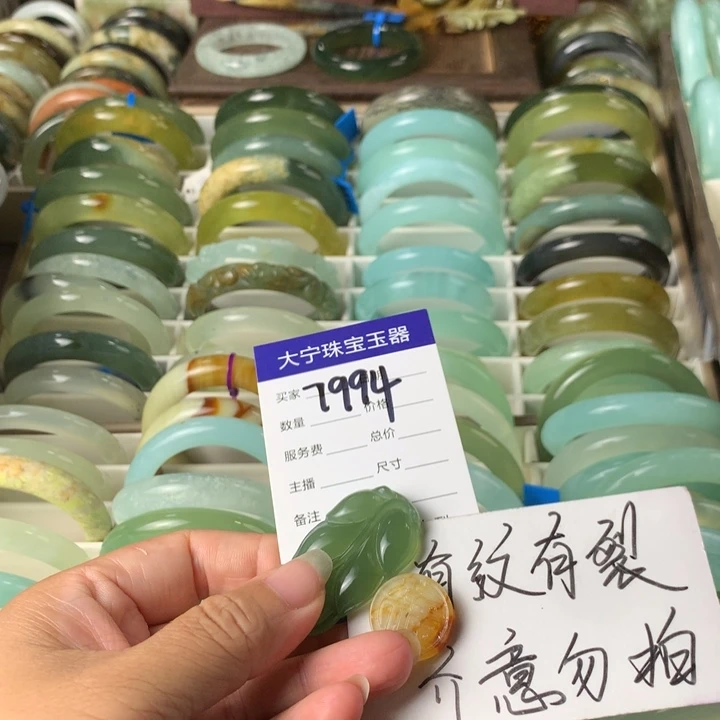 大宁珠宝玉器
买家 7994
数量 价格
服务费 总价
主播 尺寸
备注
有纹有裂
介意勿拍